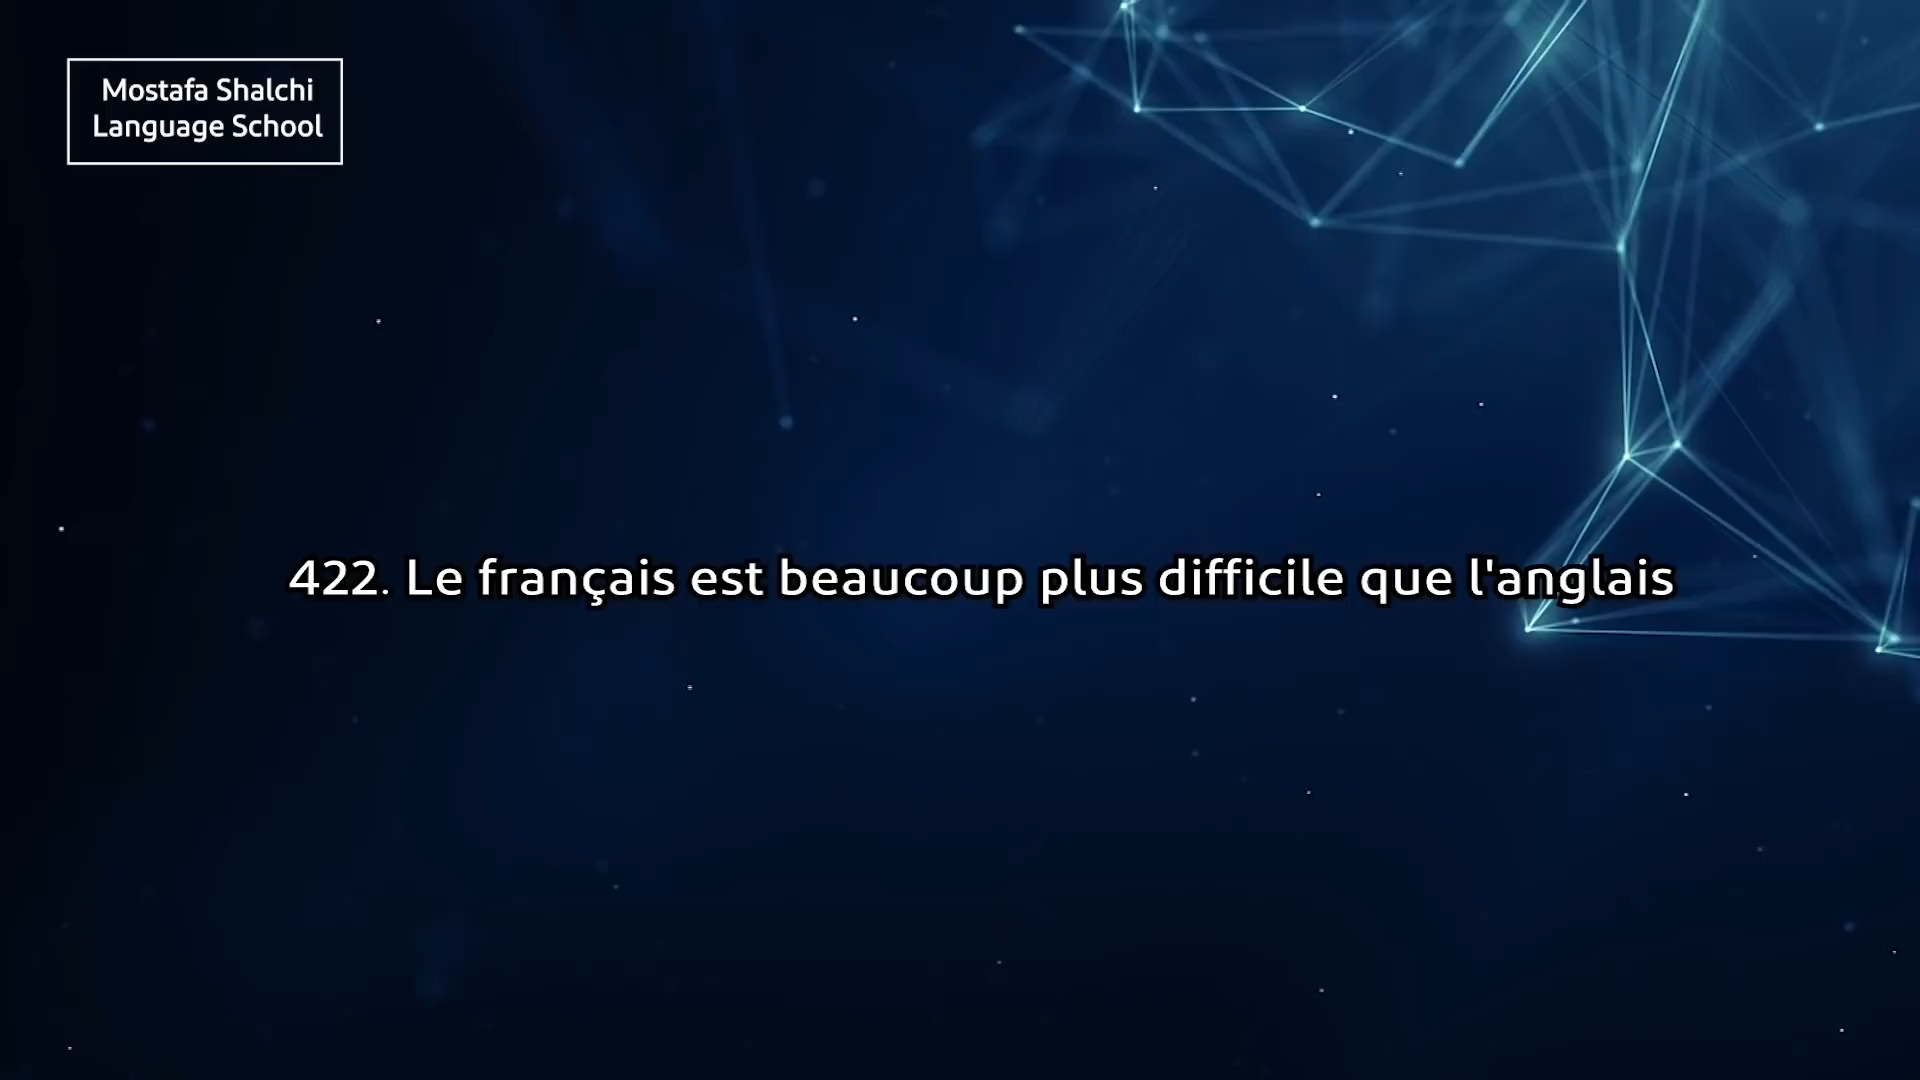 Mostafa Shalchi
Language School
422. Le français est beaucoup plus difficile que l'anglais